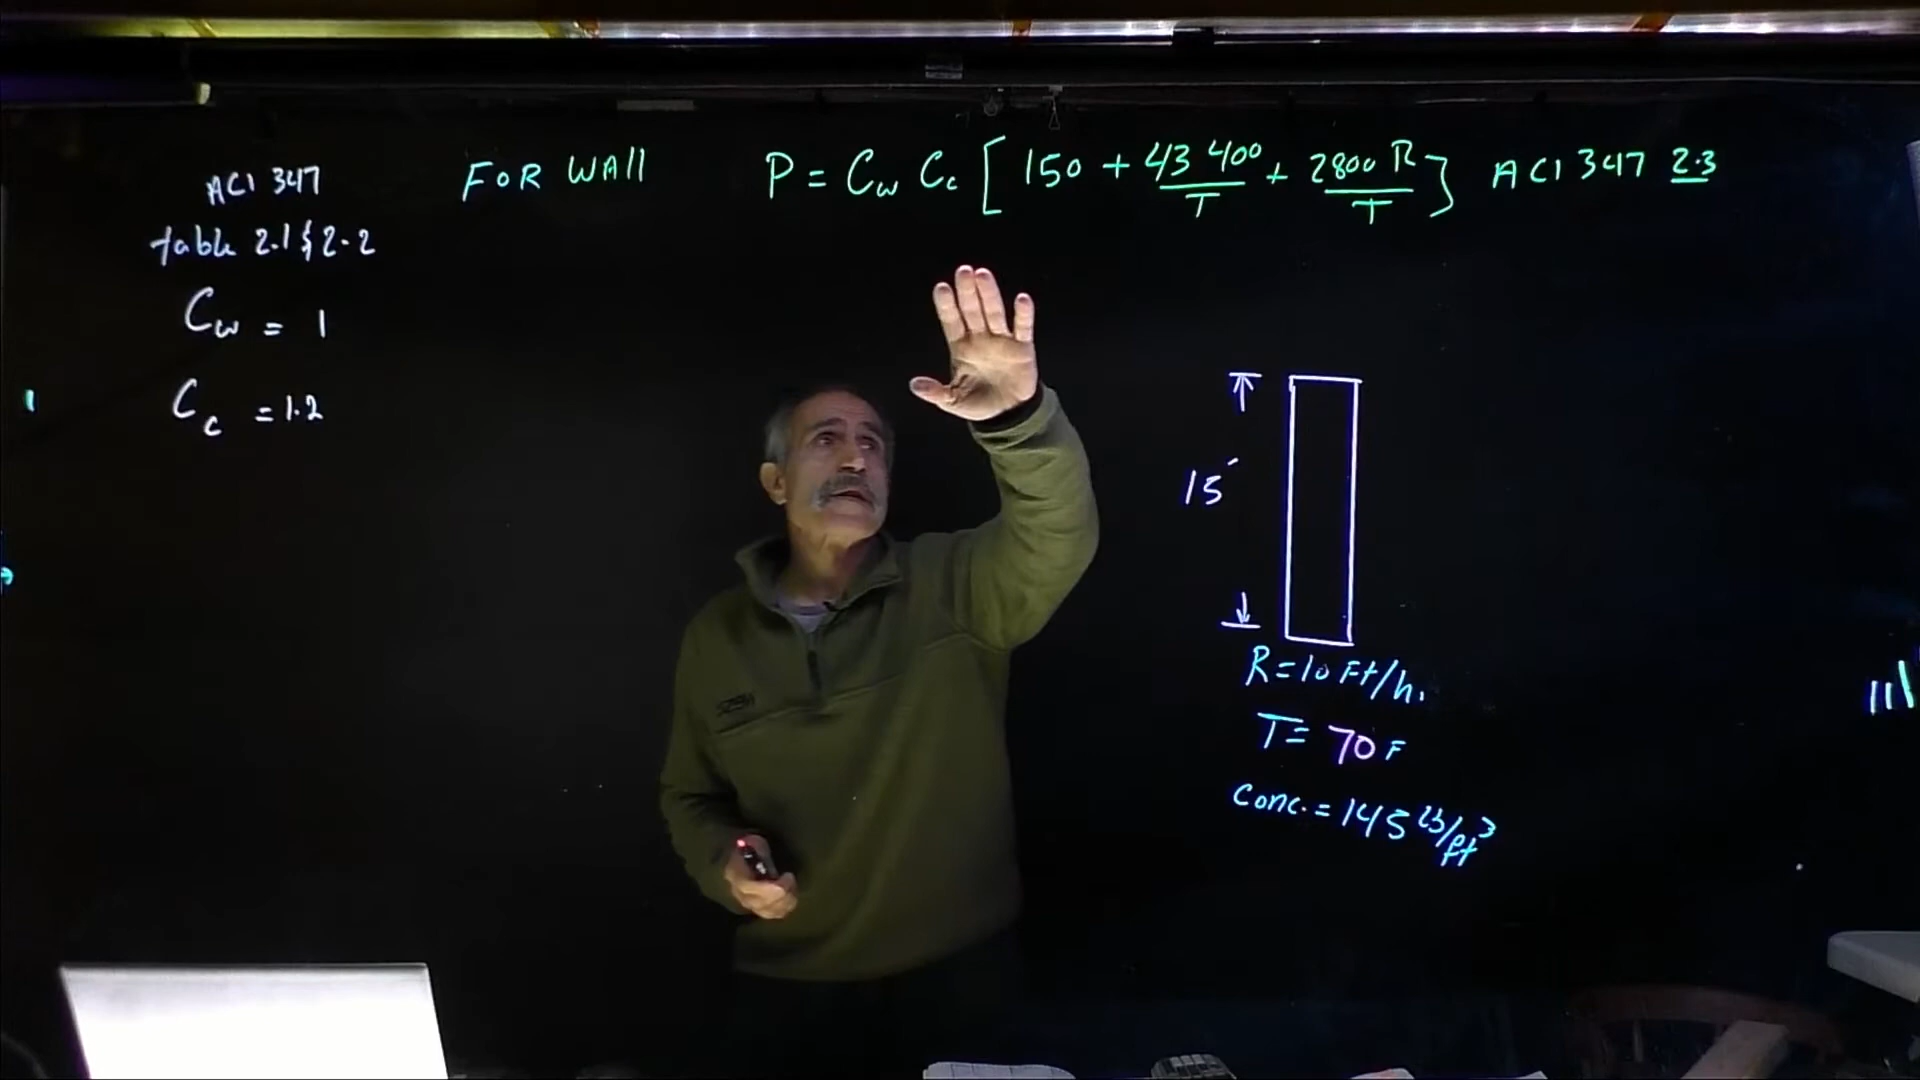 ACI 347
table 2.1 & 2.2
Cw = 1
Cc = 1.2
FOR WAll
P = Cw Cc [ 150 + 43 400/T + 2800 R/T ] ACI 347 2.3
15'
R=10 Ft/h.
T= 70 F
Conc. = 145 lb/ft³